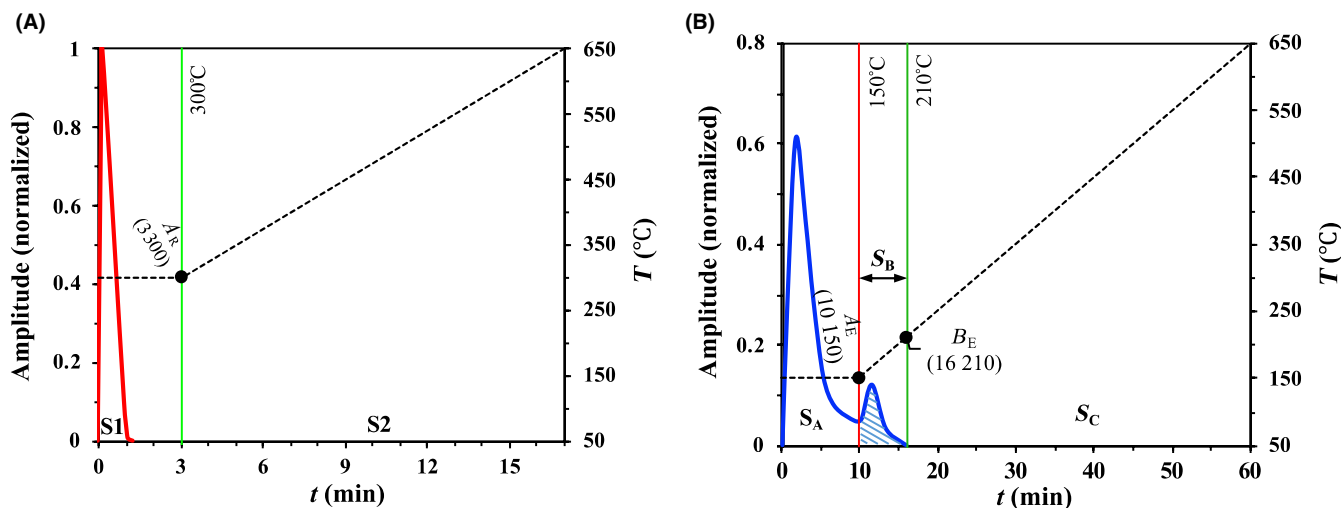 (A)
Amplitude (normalized)
1
0.8
0.6
0.4
0.2
0
300℃
A_R
(3 300)
S1
S2
650
550
450
350
250
150
50
T (℃)
0
3
6
9
12
15
t (min)
(B)
Amplitude (normalized)
0.8
0.6
0.4
0.2
0
150℃
210℃
S_B
A_E
(10 150)
B_E
(16 210)
S_A
S_C
650
550
450
350
250
150
50
T (℃)
0
10
20
30
40
50
60
t (min)